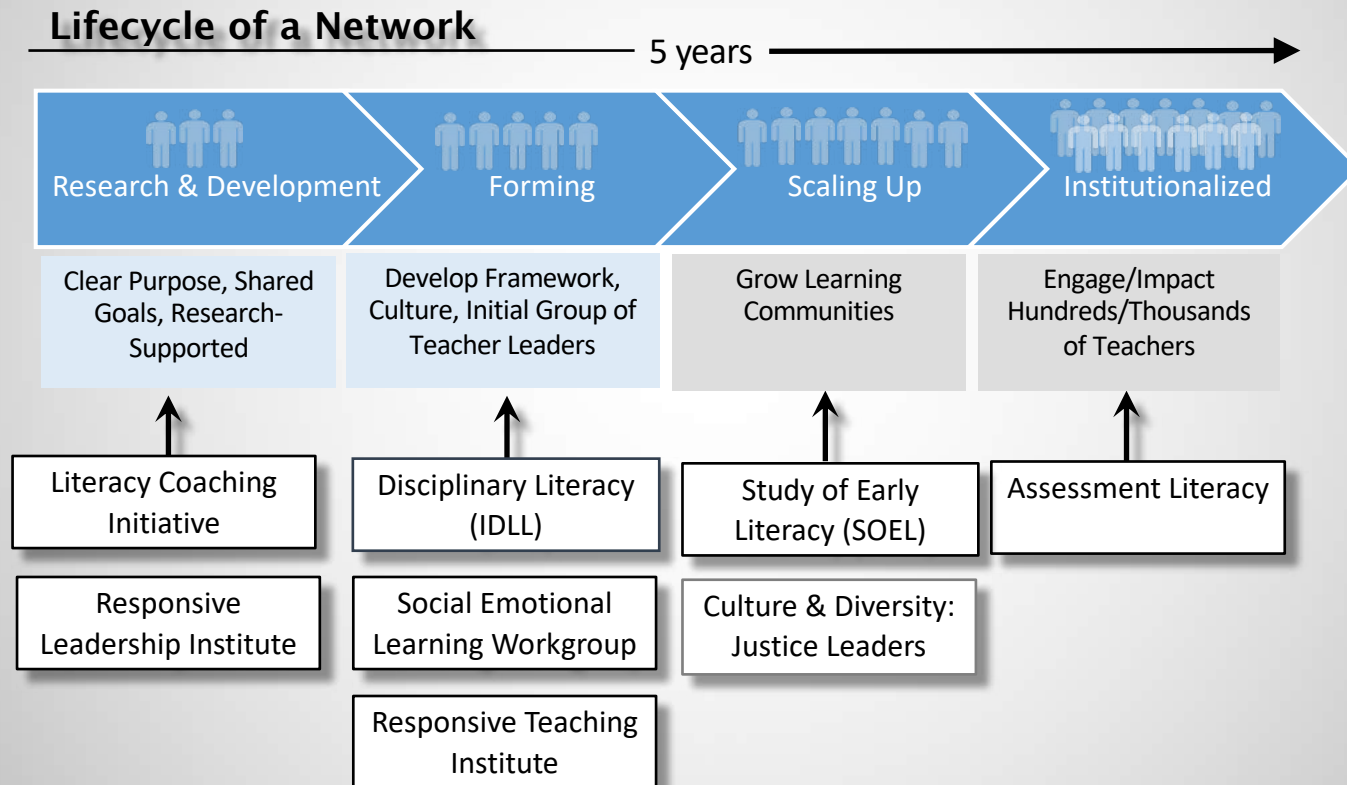 Lifecycle of a Network
5 years
Research & Development
Forming
Scaling Up
Institutionalized
Clear Purpose, Shared
Goals, Research-
Supported
Develop Framework,
Culture, Initial Group of
Teacher Leaders
Grow Learning
Communities
Engage/Impact
Hundreds/Thousands
of Teachers
Literacy Coaching
Initiative
Disciplinary Literacy
(IDLL)
Study of Early
Literacy (SOEL)
Assessment Literacy
Responsive
Leadership Institute
Social Emotional
Learning Workgroup
Culture & Diversity:
Justice Leaders
Responsive Teaching
Institute